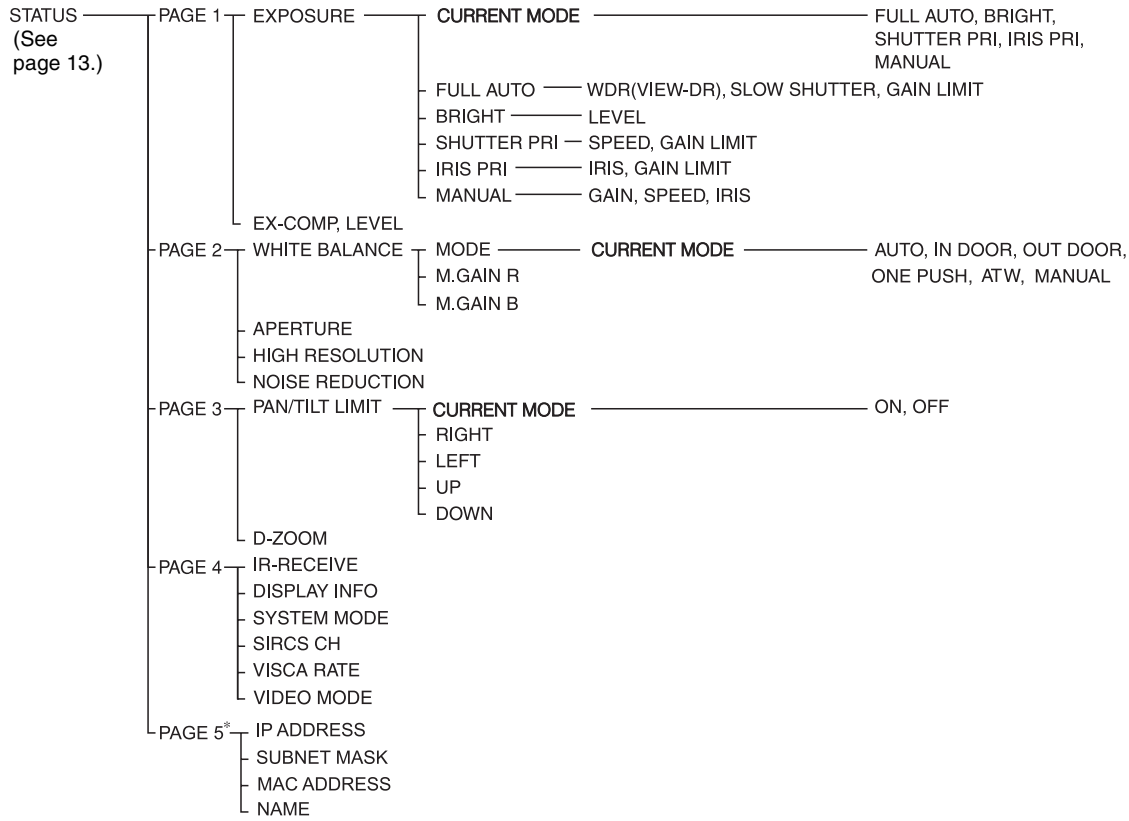 STATUS PAGE 1 EXPOSURE CURRENT MODE FULL AUTO, BRIGHT,
(See SHUTTER PRI, IRIS PRI,
page 13.) MANUAL
FULL AUTO WDR(VIEW-DR), SLOW SHUTTER, GAIN LIMIT
BRIGHT LEVEL
SHUTTER PRI SPEED, GAIN LIMIT
IRIS PRI IRIS, GAIN LIMIT
MANUAL GAIN, SPEED, IRIS
EX-COMP, LEVEL
PAGE 2 WHITE BALANCE MODE CURRENT MODE AUTO, IN DOOR, OUT DOOR,
M.GAIN R ONE PUSH, ATW, MANUAL
M.GAIN B
APERTURE
HIGH RESOLUTION
NOISE REDUCTION
PAGE 3 PAN/TILT LIMIT CURRENT MODE ON, OFF
RIGHT
LEFT
UP
DOWN
D-ZOOM
PAGE 4 IR-RECEIVE
DISPLAY INFO
SYSTEM MODE
SIRCS CH
VISCA RATE
VIDEO MODE
PAGE 5* IP ADDRESS
SUBNET MASK
MAC ADDRESS
NAME